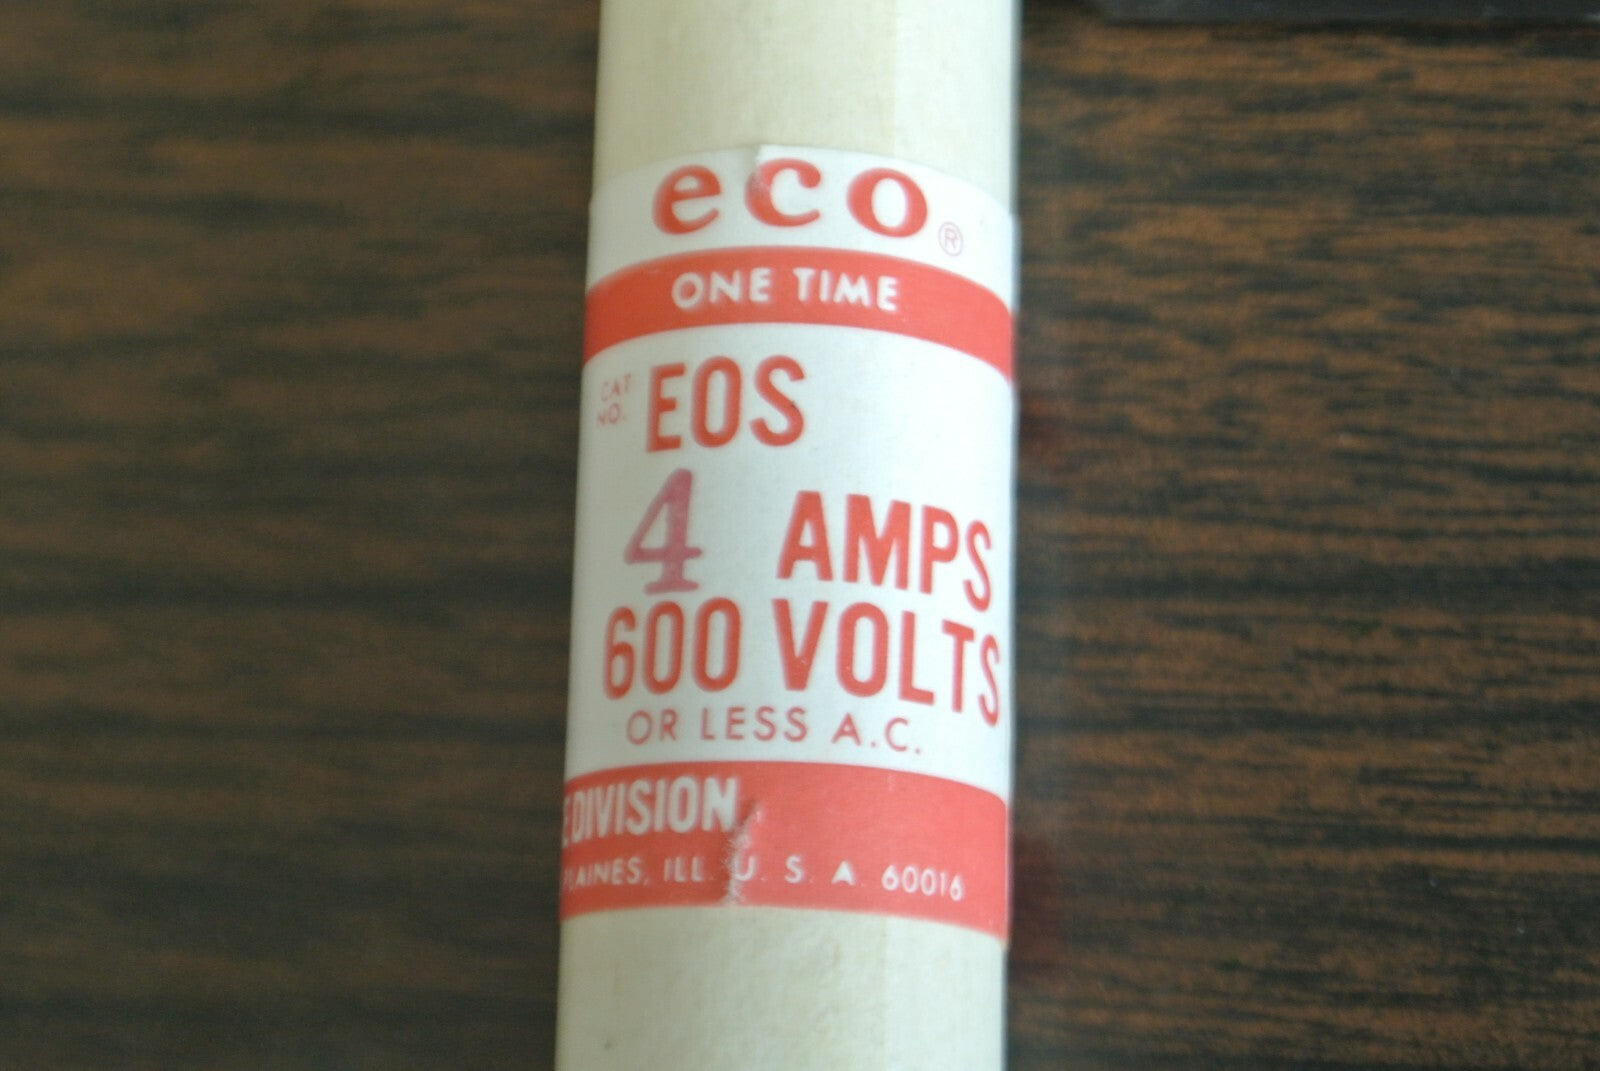 eco ®
ONE TIME
CAT NO. EOS
4 AMPS
600 VOLTS
OR LESS A.C.
DIVISION
PLAINES, ILL. U. S. A. 60016